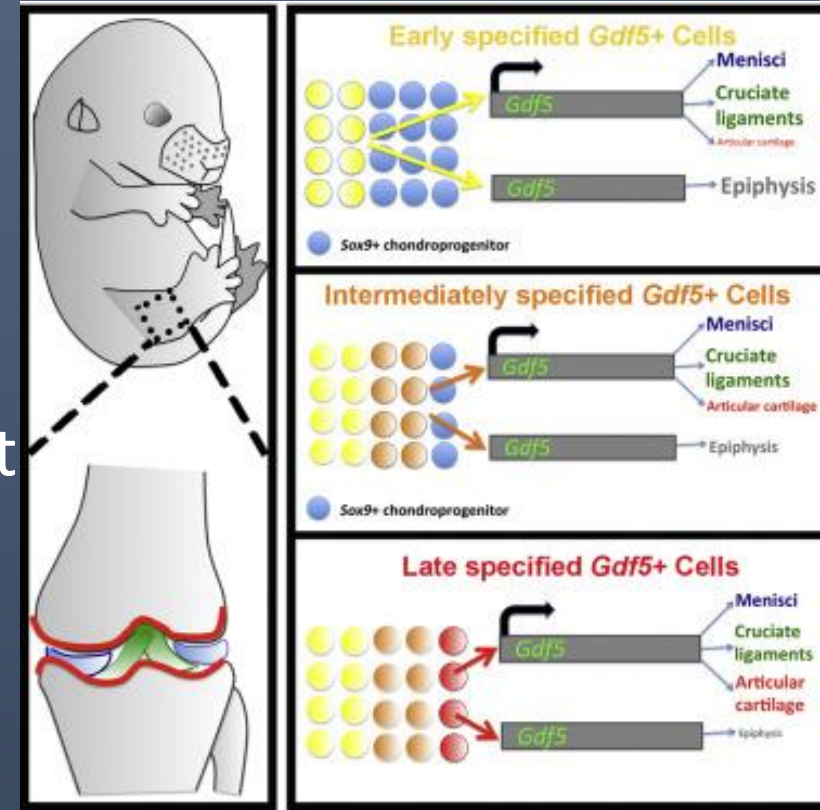 t
Early specified Gdf5+ Cells
Gdf5
Menisci
Cruciate
ligaments
Articular cartilage
Gdf5
Epiphysis
Sox9+ chondroprogenitor
Intermediately specified Gdf5+ Cells
Gdf5
Menisci
Cruciate
ligaments
Articular cartilage
Gdf5
Epiphysis
Sox9+ chondroprogenitor
Late specified Gdf5+ Cells
Gdf5
Menisci
Cruciate
ligaments
Articular
cartilage
Gdf5
Epiphysis